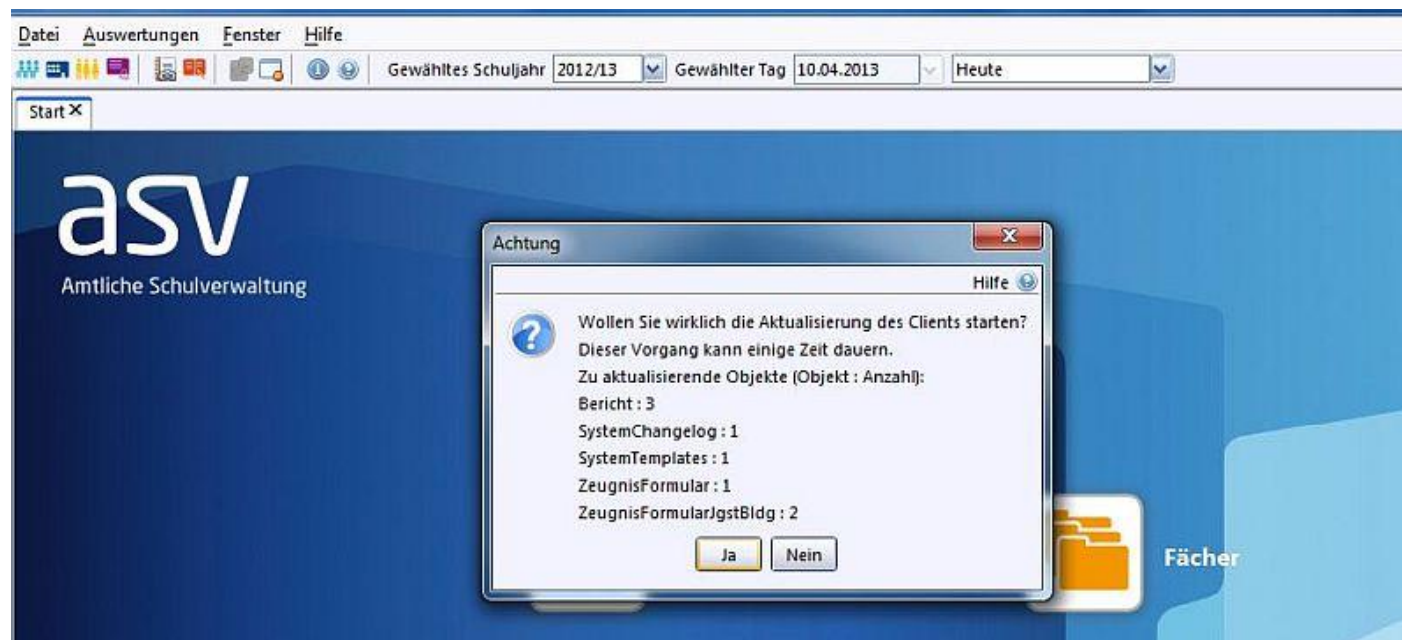 Datei Auswertungen Fenster Hilfe
Gewähltes Schuljahr 2012/13 Gewählter Tag 10.04.2013 Heute
Start
asv
Amtliche Schulverwaltung
Achtung
Hilfe
Wollen Sie wirklich die Aktualisierung des Clients starten?
Dieser Vorgang kann einige Zeit dauern.
Zu aktualisierende Objekte (Objekt : Anzahl):
Bericht : 3
SystemChangelog : 1
SystemTemplates : 1
ZeugnisFormular : 1
ZeugnisFormularJgstBldg : 2
Ja Nein
Fächer